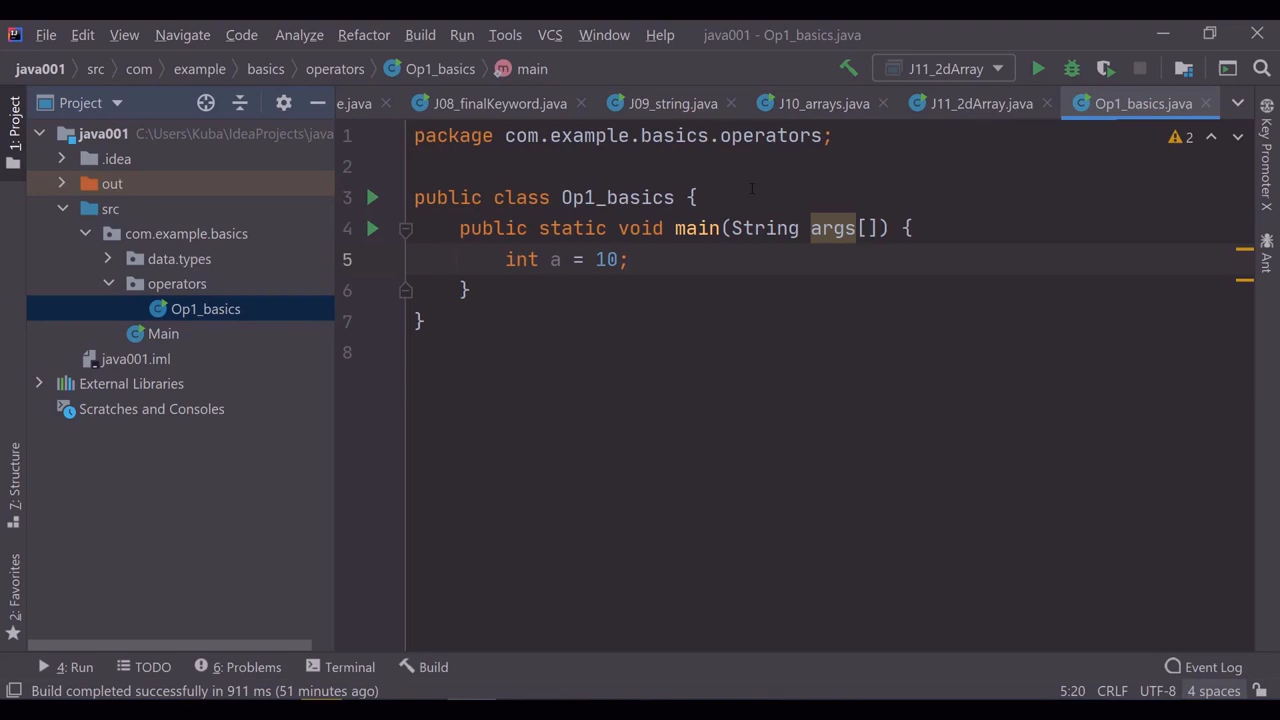 File Edit View Navigate Code Analyze Refactor Build Run Tools VCS Window Help java001 - Op1_basics.java
java001 src com example basics operators Op1_basics main J11_2dArray
1: Project
Project
e.java J08_finalKeyword.java J09_string.java J10_arrays.java J11_2dArray.java Op1_basics.java
java001 C:\Users\Kuba\IdeaProjects\java
.idea
out
src
com.example.basics
data.types
operators
Op1_basics
Main
java001.iml
External Libraries
Scratches and Consoles
1 package com.example.basics.operators;
2
3 public class Op1_basics {
4 public static void main(String args[]) {
5 int a = 10;
6 }
7 }
8
2
Key Promoter X
Ant
Z: Structure
2: Favorites
4: Run TODO 6: Problems Terminal Build Event Log
Build completed successfully in 911 ms (51 minutes ago) 5:20 CRLF UTF-8 4 spaces